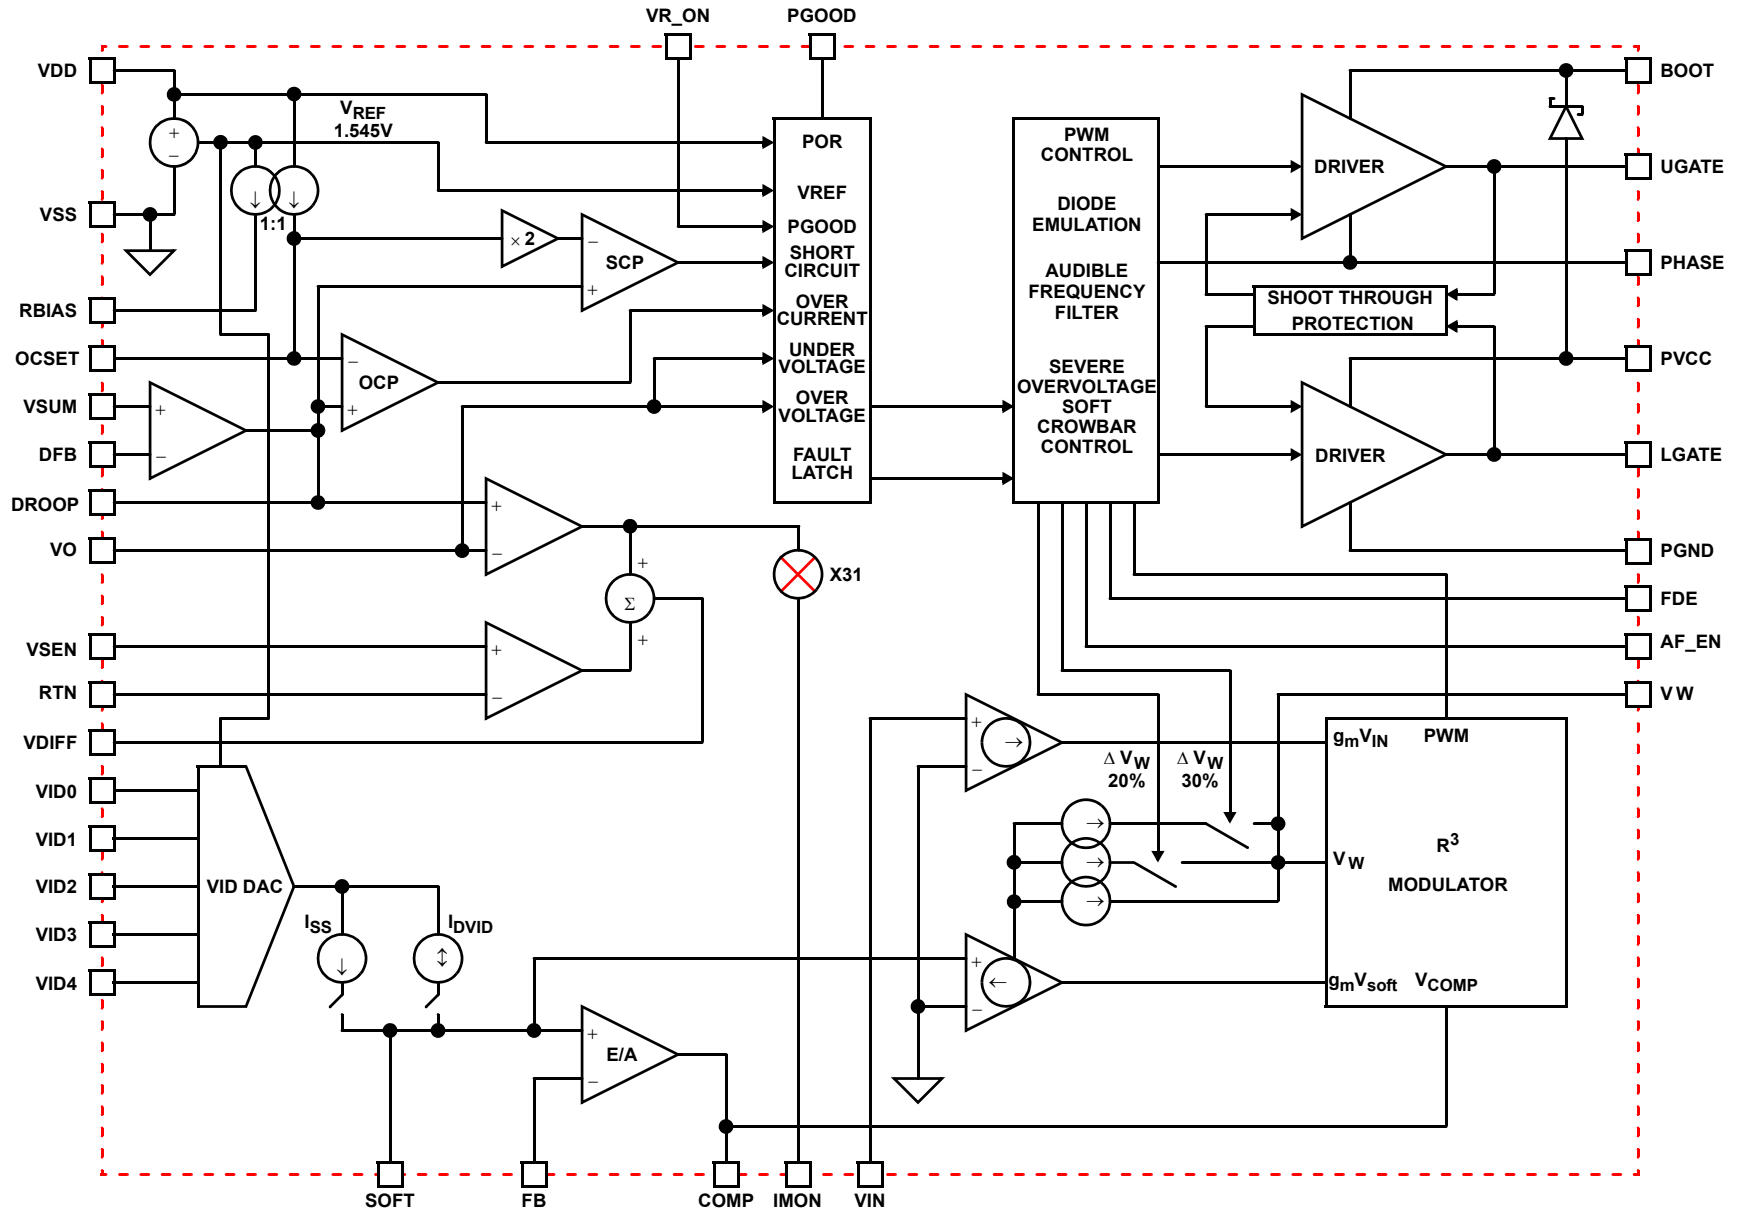 VR_ON
PGOOD
VDD
VSS
RBIAS
OCSET
VSUM
DFB
DROOP
VO
VSEN
RTN
VDIFF
VID0
VID1
VID2
VID3
VID4
+
−
VREF
1.545V
↓
↓
1:1
× 2
−
SCP
+
−
OCP
+
+
−
+
−
+
Σ
+
X31
+
−
VID DAC
ISS
IDVID
↓
↕
+
E/A
−
POR
VREF
PGOOD
SHORT
CIRCUIT
OVER
CURRENT
UNDER
VOLTAGE
OVER
VOLTAGE
FAULT
LATCH
PWM
CONTROL
DIODE
EMULATION
AUDIBLE
FREQUENCY
FILTER
SEVERE
OVERVOLTAGE
SOFT
CROWBAR
CONTROL
DRIVER
SHOOT THROUGH
PROTECTION
DRIVER
BOOT
UGATE
PHASE
PVCC
LGATE
PGND
FDE
AF_EN
VW
+
→
−
Δ VW
20%
Δ VW
30%
→
→
→
+
←
−
gmVIN
PWM
VW
R3
MODULATOR
gmVsoft
VCOMP
SOFT
FB
COMP
IMON
VIN